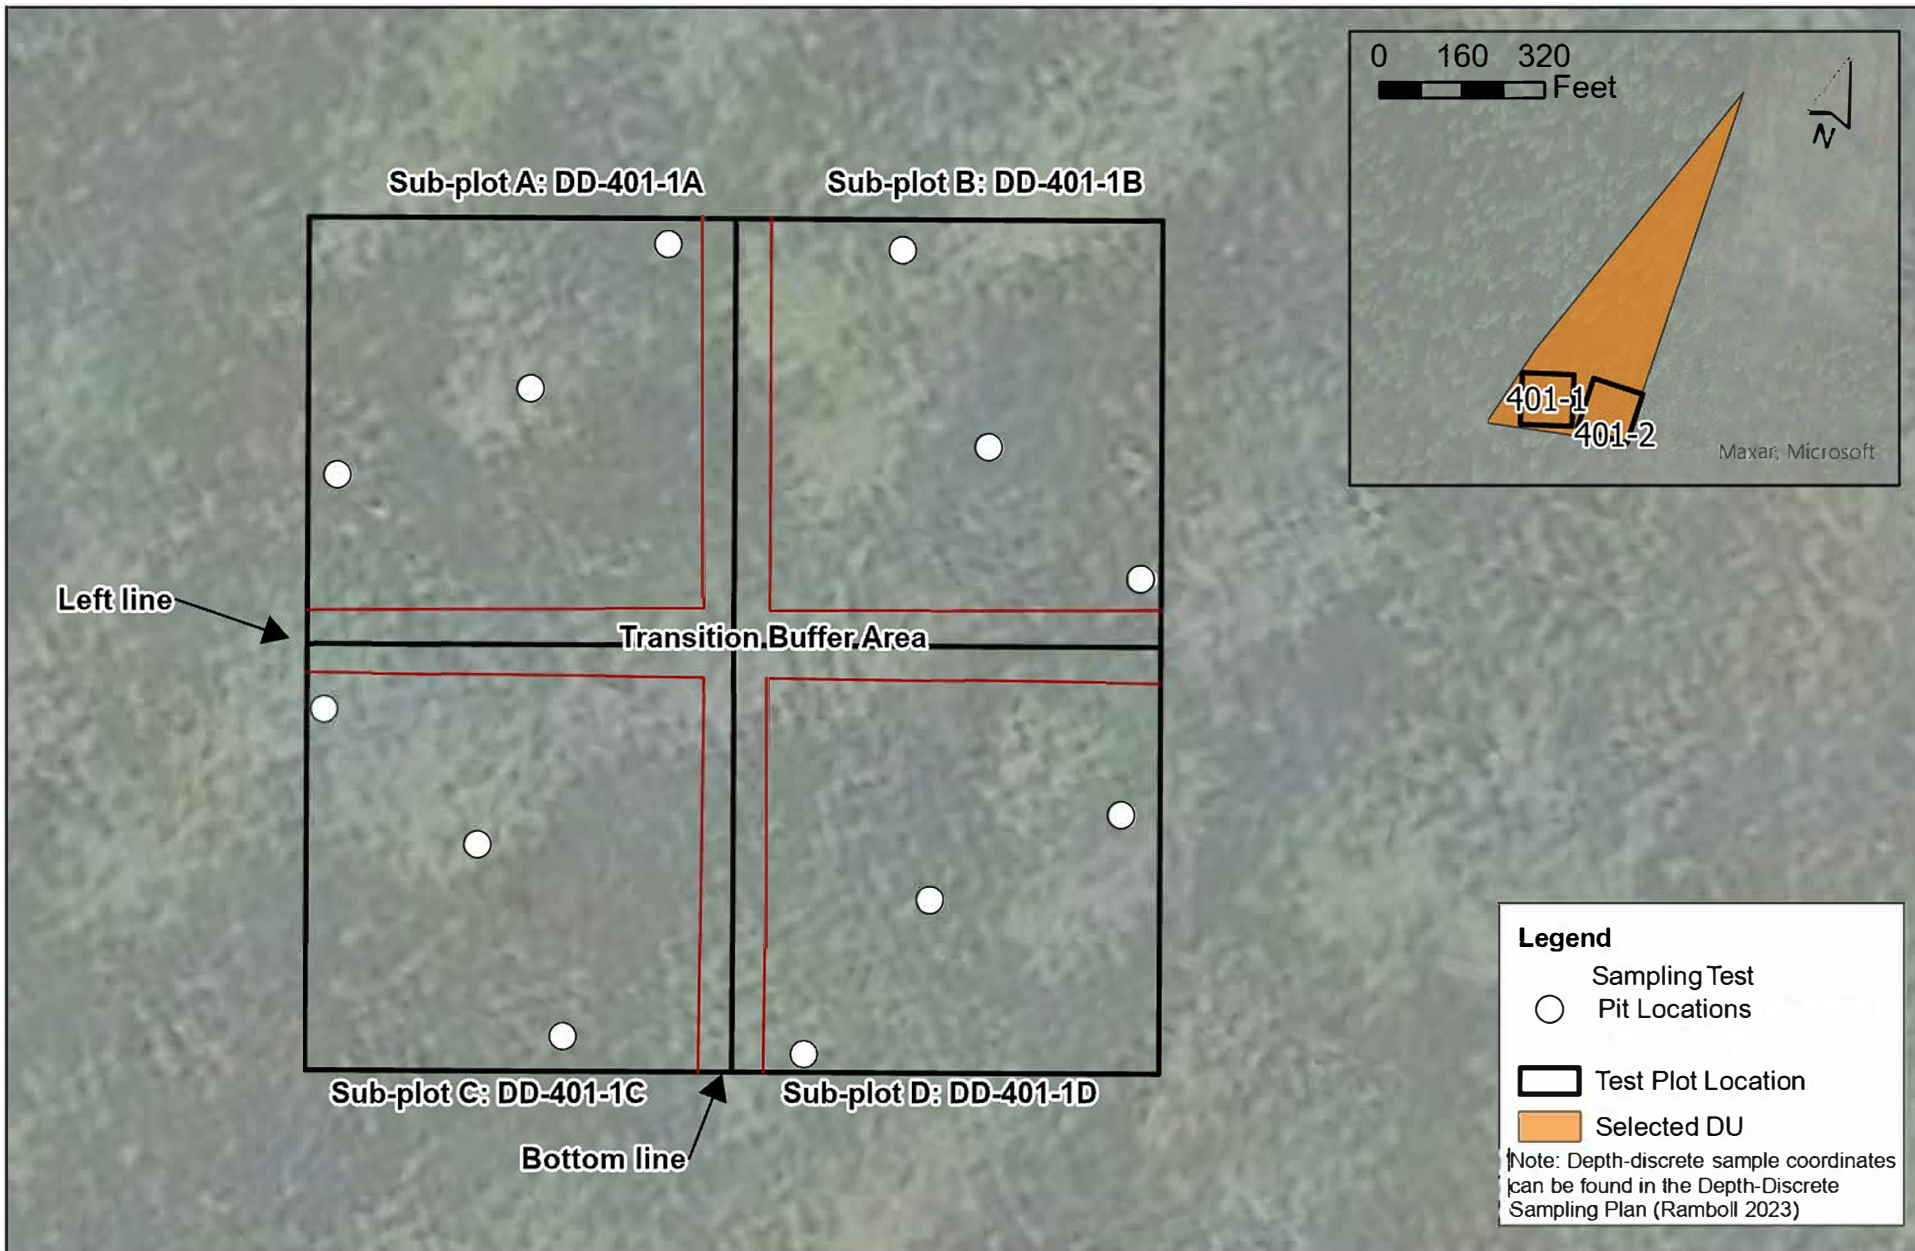 0 160 320
Feet
N
401-1
401-2
Maxar, Microsoft
Sub-plot A: DD-401-1A
Sub-plot B: DD-401-1B
Left line
Transition Buffer Area
Sub-plot C: DD-401-1C
Sub-plot D: DD-401-1D
Bottom line
Legend
Sampling Test
Pit Locations
Test Plot Location
Selected DU
Note: Depth-discrete sample coordinates
can be found in the Depth-Discrete
Sampling Plan (Ramboll 2023)